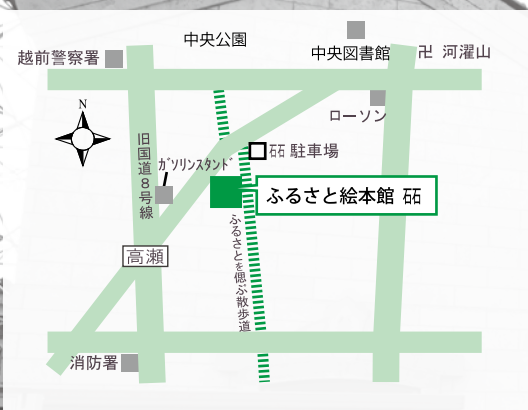 中央公園
越前警察署
中央図書館
卍 河濯山
ローソン
N
旧国道8号線
ガソリンスタンド
砳 駐車場
ふるさと絵本館 砳
ふるさとを偲ぶ散歩道
高瀬
消防署